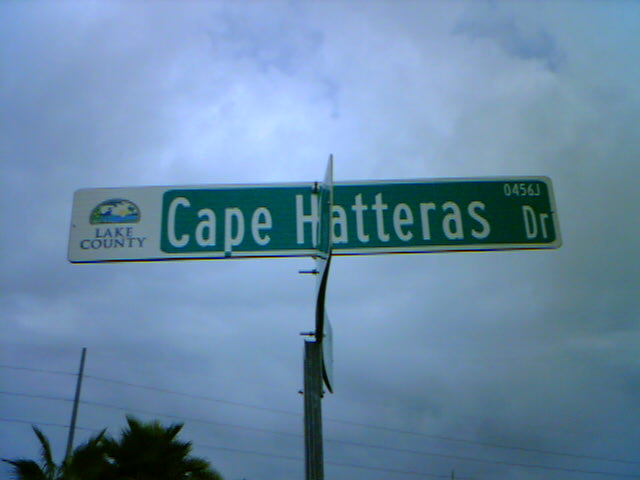 LAKE
COUNTY
Cape Hatteras Dr
0456J